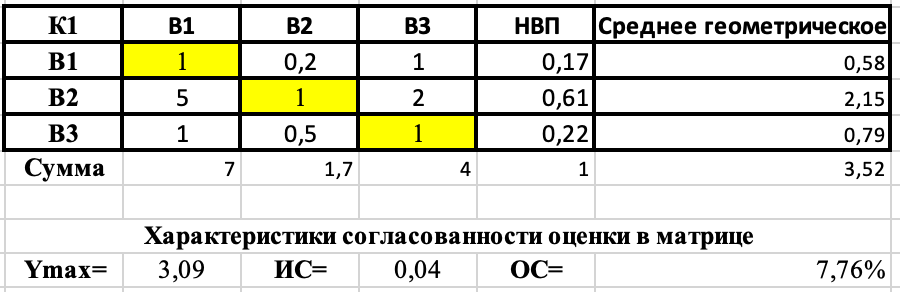 К1 В1 В2 В3 НВП Среднее геометрическое
В1 1 0,2 1 0,17 0,58
В2 5 1 2 0,61 2,15
В3 1 0,5 1 0,22 0,79
Сумма 7 1,7 4 1 3,52
Характеристики согласованности оценки в матрице
Ymax= 3,09 ИС= 0,04 ОС= 7,76%